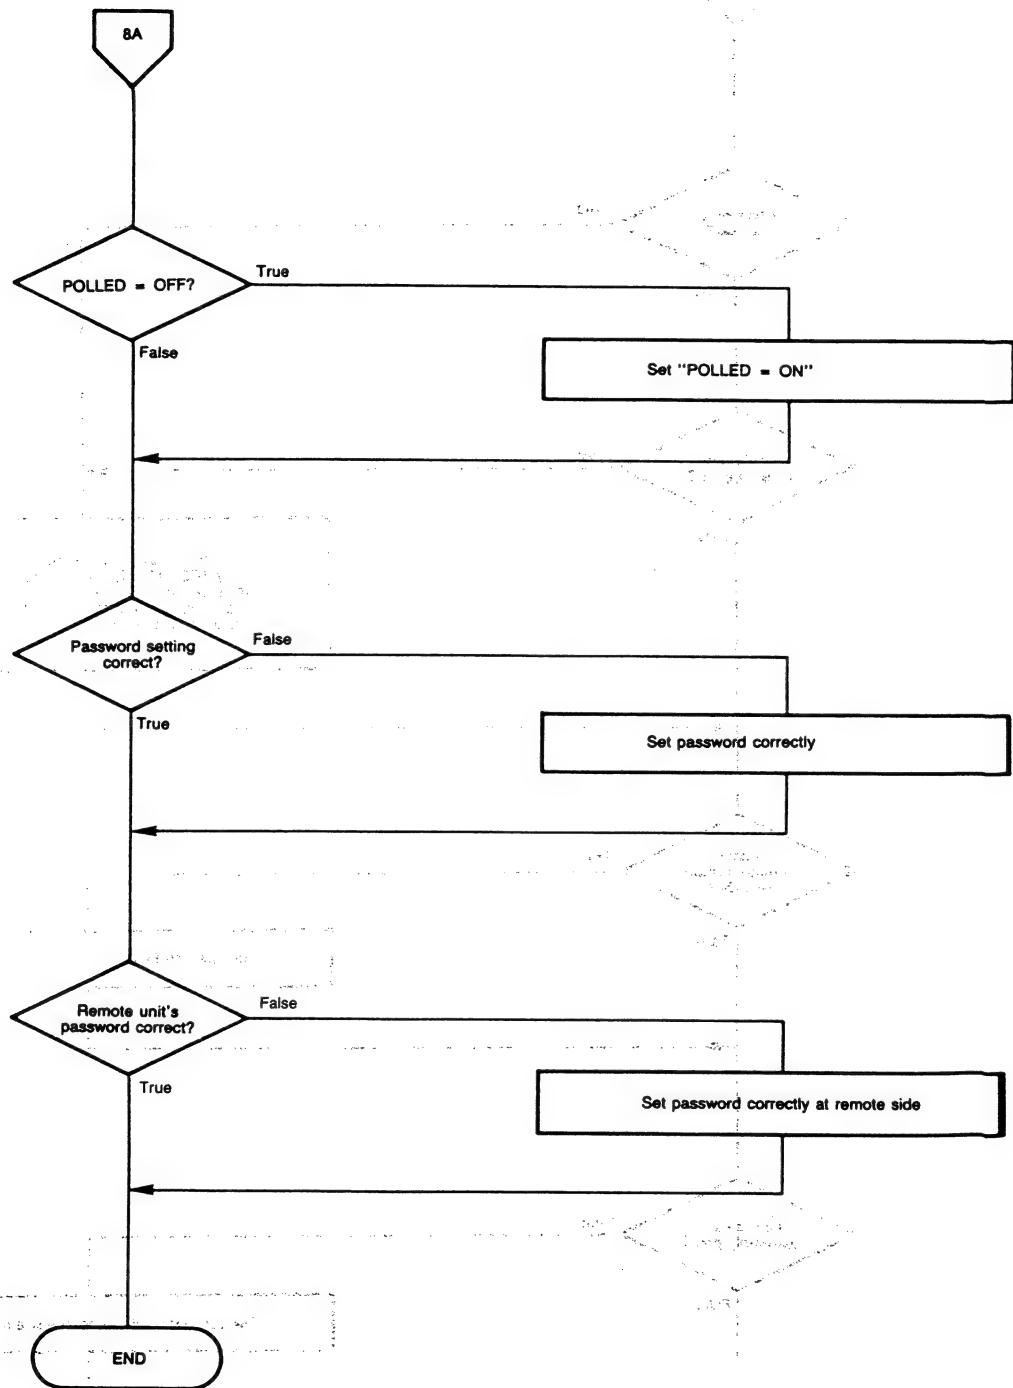 8A
POLLED = OFF?
True
False
Set "POLLED = ON"
Password setting
correct?
False
True
Set password correctly
Remote unit's
password correct?
False
True
Set password correctly at remote side
END